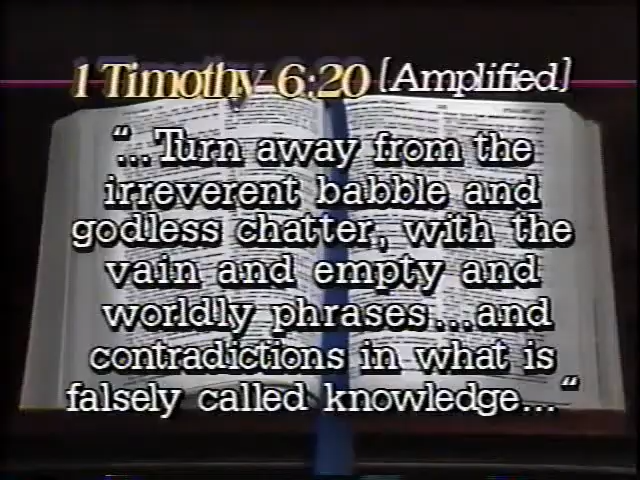 1 Timothy 6:20 [Amplified]
“...Turn away from the
irreverent babble and
godless chatter, with the
vain and empty and
worldly phrases...and
contradictions in what is
falsely called knowledge...“